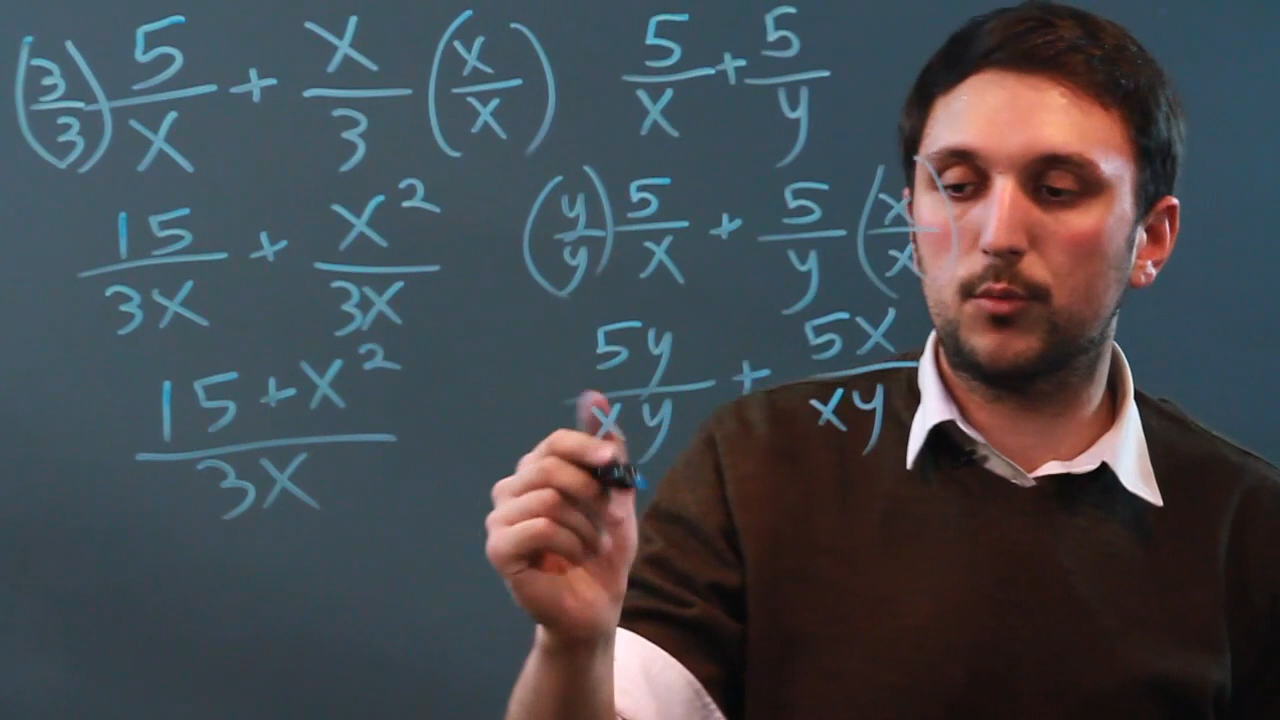 (3/3) 5/x + x/3 (x/x)
15/3x + x²/3x
15+x²/3x
5/x + 5/y
(y/y) 5/x + 5/y (x/x)
5y/xy + 5x/xy